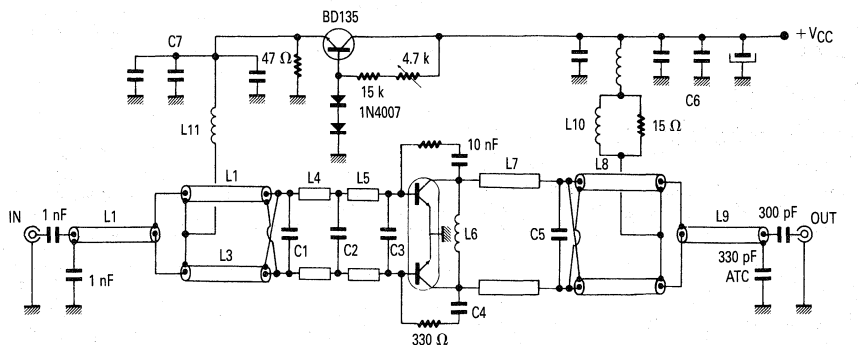 BD135
+ VCC
C7
47 Ω
4.7 k
15 k
1N4007
C6
L10
15 Ω
L11
10 nF
L1
L4
L5
L7
L8
IN
1 nF
L1
L9
300 pF
OUT
L3
C1
C2
C3
L6
C5
1 nF
330 pF
ATC
C4
330 Ω